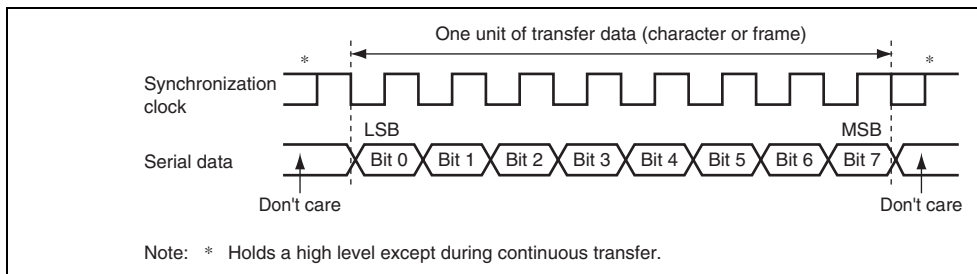 One unit of transfer data (character or frame)
* *
Synchronization
clock
LSB MSB
Serial data Bit 0 Bit 1 Bit 2 Bit 3 Bit 4 Bit 5 Bit 6 Bit 7
Don't care Don't care
Note: * Holds a high level except during continuous transfer.